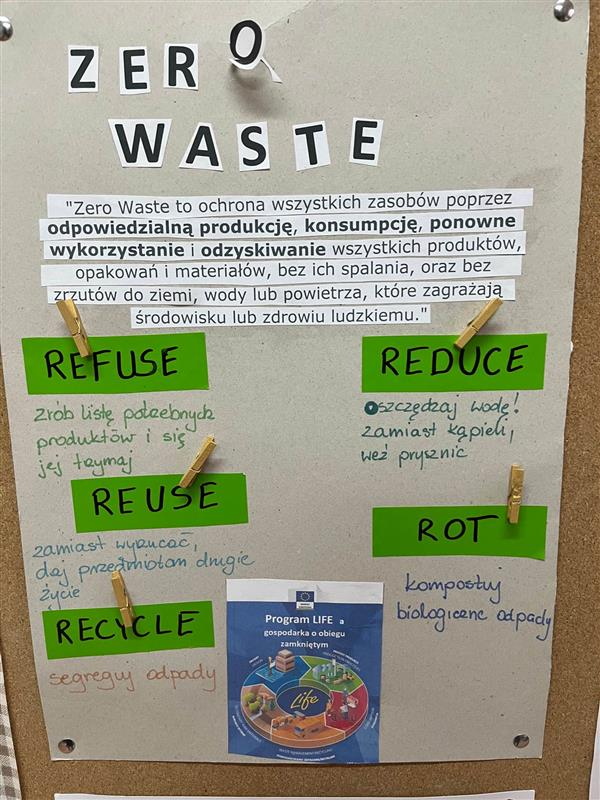 ZERO
WASTE
"Zero Waste to ochrona wszystkich zasobów poprzez
odpowiedzialną produkcję, konsumpcję, ponowne
wykorzystanie i odzyskiwanie wszystkich produktów,
opakowań i materiałów, bez ich spalania, oraz bez
zrzutów do ziemi, wody lub powietrza, które zagrażają
środowisku lub zdrowiu ludzkiemu."
REFUSE
zrób listę potrzebnych
produktów i się
jej trzymaj
REDUCE
oszczędzaj wodę!
zamiast kąpieli,
weź prysznic
REUSE
zamiast wyrzucać,
daj przedmiotom drugie
życie
ROT
kompostuj
biologiczne odpady
RECYCLE
segreguj odpady
Program LIFE a
gospodarka o obiegu
zamkniętym
Life